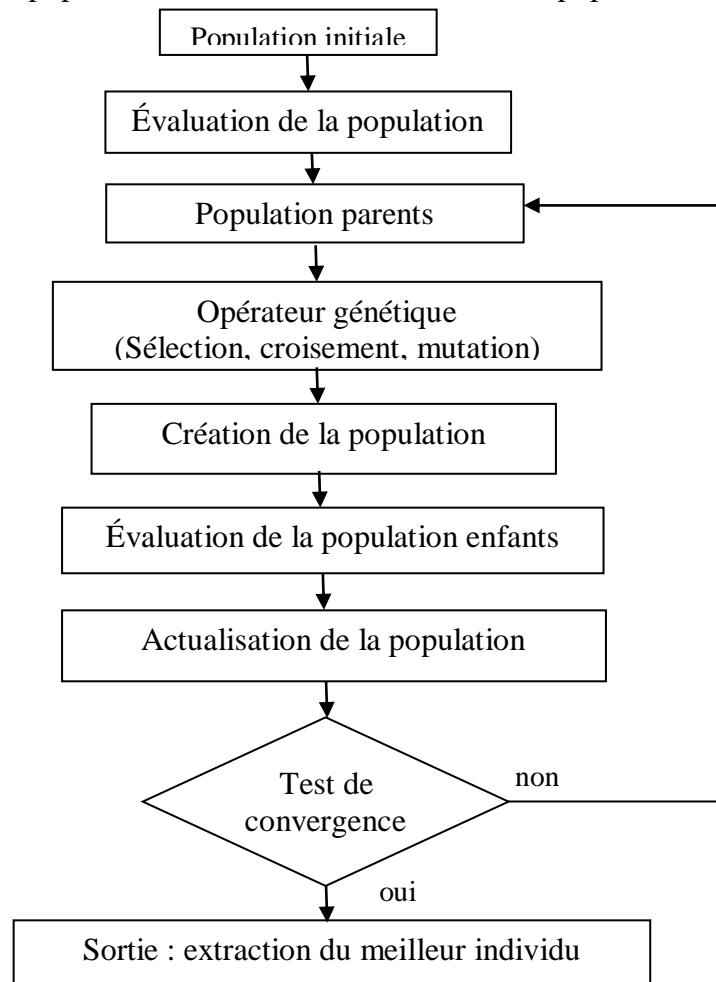 Population initiale
Évaluation de la population
Population parents
Opérateur génétique
(Sélection, croisement, mutation)
Création de la population
Évaluation de la population enfants
Actualisation de la population
Test de
convergence
non
oui
Sortie : extraction du meilleur individu